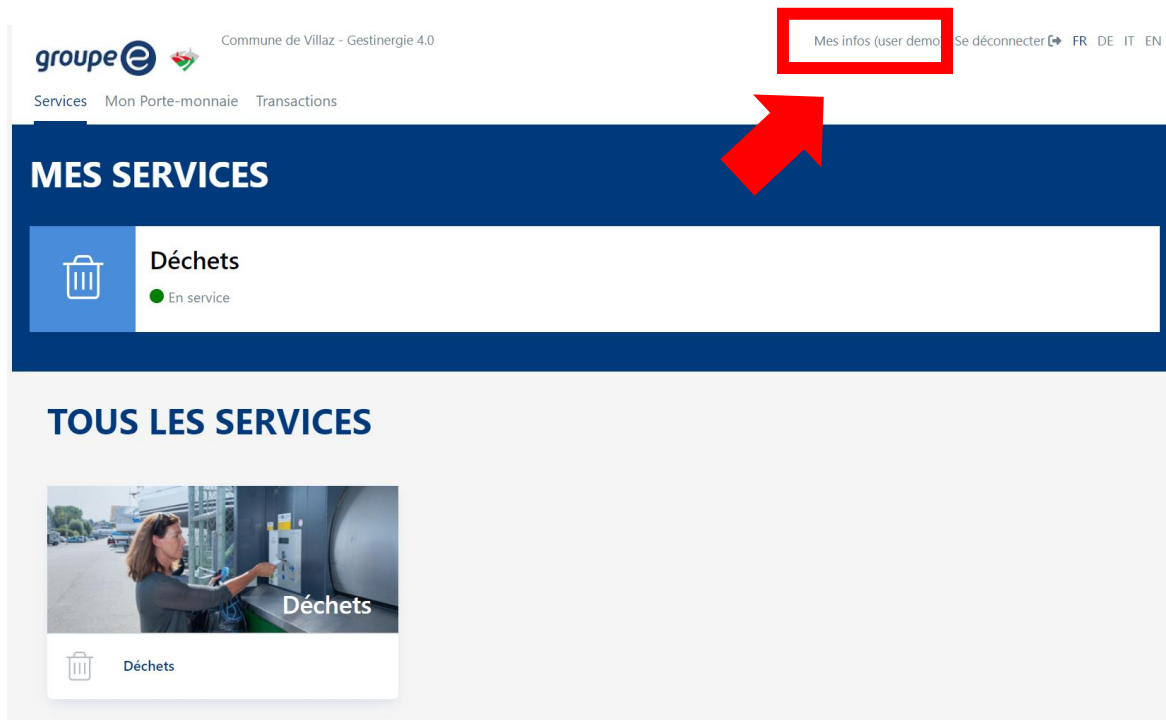 groupe e
Commune de Villaz - Gestinergie 4.0
Mes infos (user demo) Se déconnecter FR DE IT EN
Services Mon Porte-monnaie Transactions
MES SERVICES
Déchets
En service
TOUS LES SERVICES
Déchets
Déchets